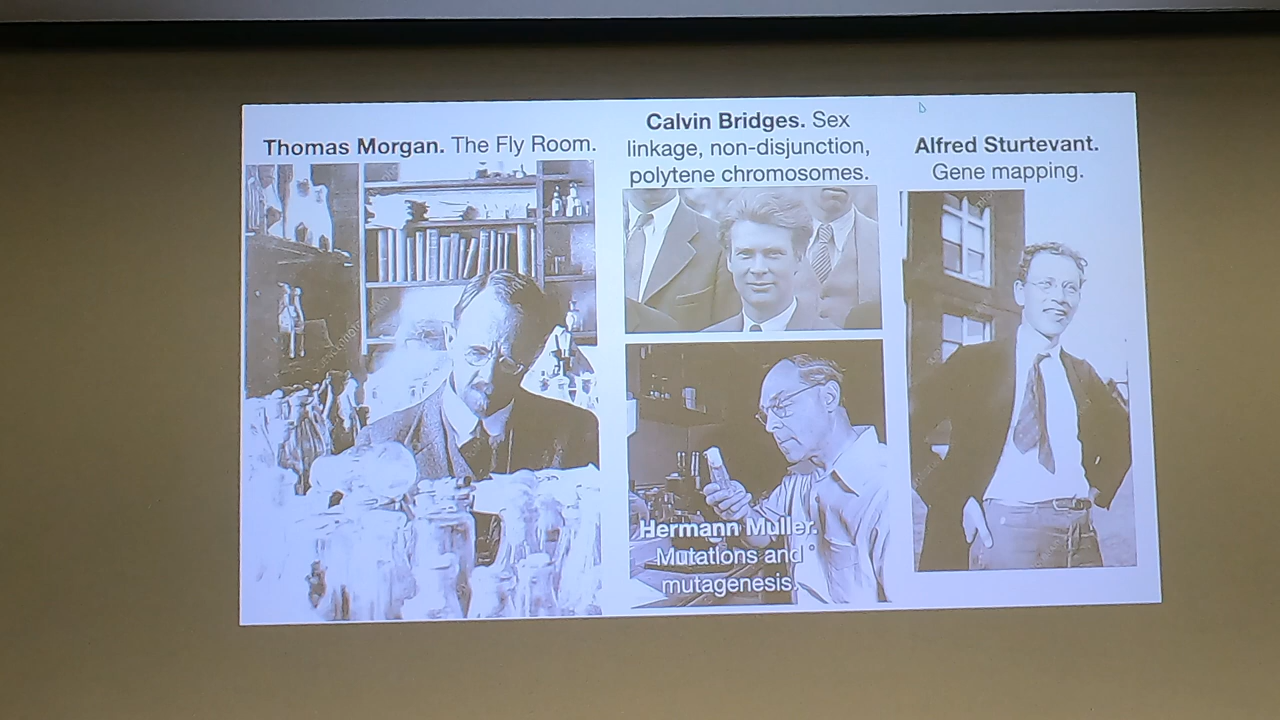 Thomas Morgan. The Fly Room.
Calvin Bridges. Sex
linkage, non-disjunction,
polytene chromosomes.
Hermann Muller.
Mutations and
mutagenesis.
Alfred Sturtevant.
Gene mapping.